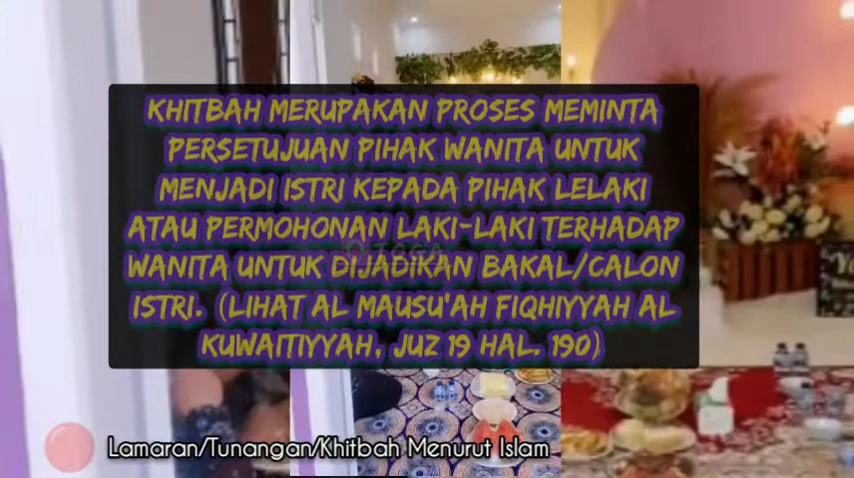 KHITBAH MERUPAKAN PROSES MEMINTA
PERSETUJUAN PIHAK WANITA UNTUK
MENJADI ISTRI KEPADA PIHAK LELAKI
ATAU PERMOHONAN LAKI-LAKI TERHADAP
WANITA UNTUK DIJADIKAN BAKAL/CALON
ISTRI. (LIHAT AL MAUSU'AH FIQHIYYAH AL
KUWAITIYYAH, JUZ 19 HAL. 190)
Lamaran/Tunangan/Khitbah Menurut Islam